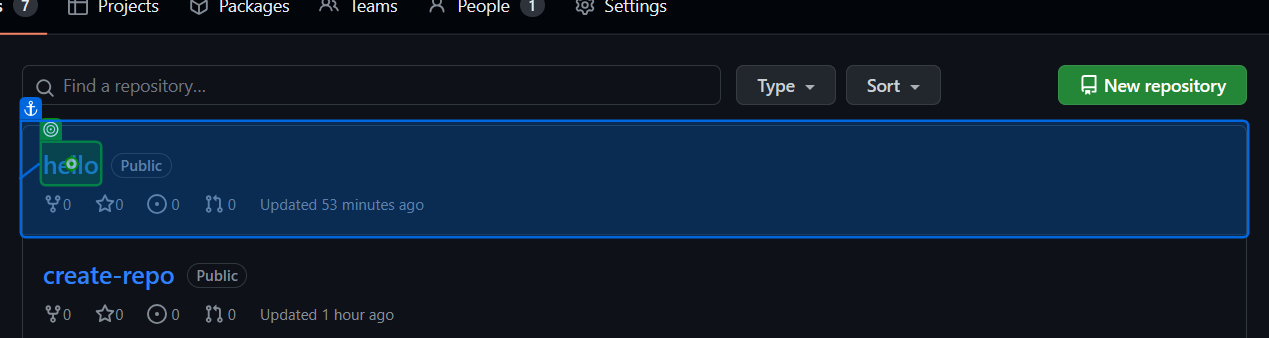 7 Projects Packages Teams People 1 Settings
Find a repository... Type Sort New repository
hello Public
0 0 0 0 Updated 53 minutes ago
create-repo Public
0 0 0 0 Updated 1 hour ago